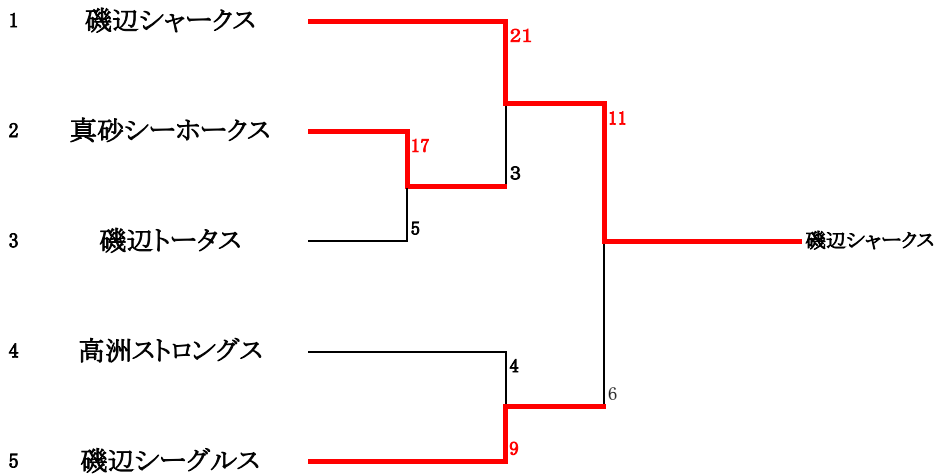 1 磯辺シャークス
21
11
2 真砂シーホークス
17
3
5
3 磯辺トータス
磯辺シャークス
4 高洲ストロングス
4
6
9
5 磯辺シーグルス